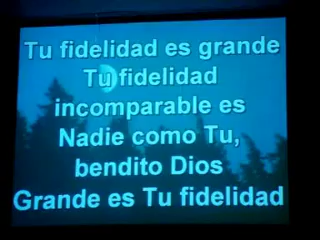 Tu fidelidad es grande
Tu fidelidad
incomparable es
Nadie como Tu,
bendito Dios
Grande es Tu fidelidad